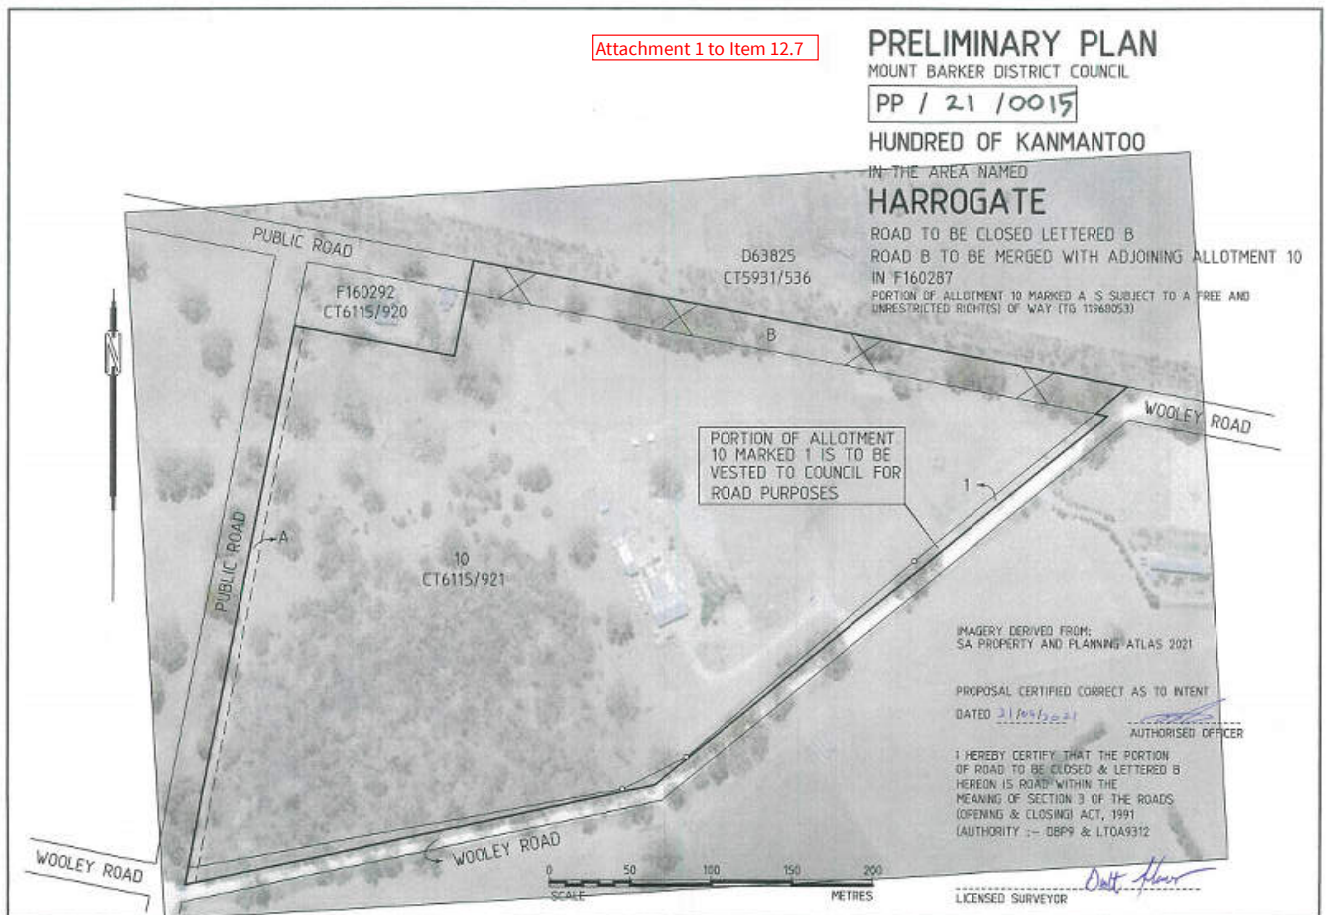 Attachment 1 to Item 12.7
PRELIMINARY PLAN
MOUNT BARKER DISTRICT COUNCIL
PP / 21 /0015
HUNDRED OF KANMANTOO
IN THE AREA NAMED
HARROGATE
ROAD TO BE CLOSED LETTERED B
ROAD B TO BE MERGED WITH ADJOINING ALLOTMENT 10
IN F160287
PORTION OF ALLOTMENT 10 MARKED A S SUBJECT TO A FREE AND
UNRESTRICTED RIGHT(S) OF WAY (TG 11968053)
PUBLIC ROAD
D63825
CT5931/536
F160292
CT6115/920
B
WOOLEY ROAD
PORTION OF ALLOTMENT
10 MARKED 1 IS TO BE
VESTED TO COUNCIL FOR
ROAD PURPOSES
1
PUBLIC ROAD
A
10
CT6115/921
IMAGERY DERIVED FROM:
SA PROPERTY AND PLANNING ATLAS 2021
PROPOSAL CERTIFIED CORRECT AS TO INTENT
DATED
AUTHORISED OFFICER
I HEREBY CERTIFY THAT THE PORTION
OF ROAD TO BE CLOSED & LETTERED B
HEREON IS ROAD WITHIN THE
MEANING OF SECTION 3 OF THE ROADS
(OPENING & CLOSING) ACT, 1991
(AUTHORITY :- DBP9 & LTOA9312
WOOLEY ROAD
WOOLEY ROAD
0 50 100 150 200
SCALE METRES
LICENSED SURVEYOR